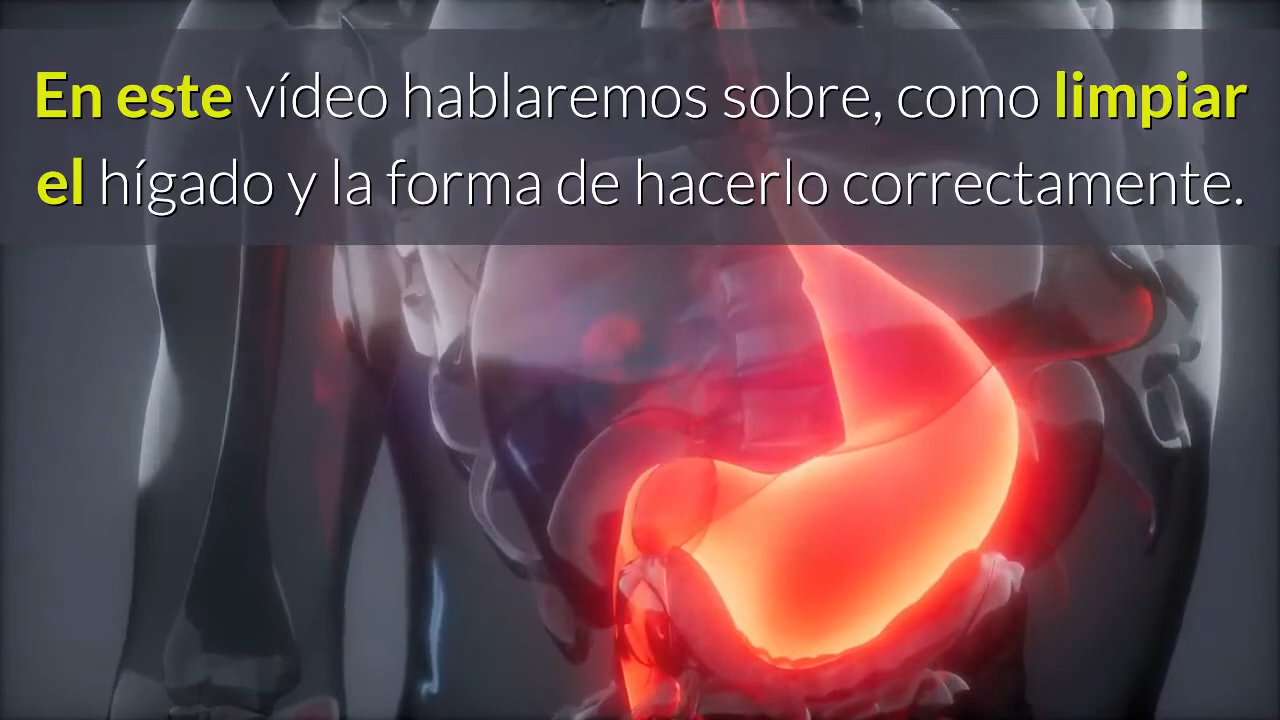 En este vídeo hablaremos sobre, como limpiar
el hígado y la forma de hacerlo correctamente.